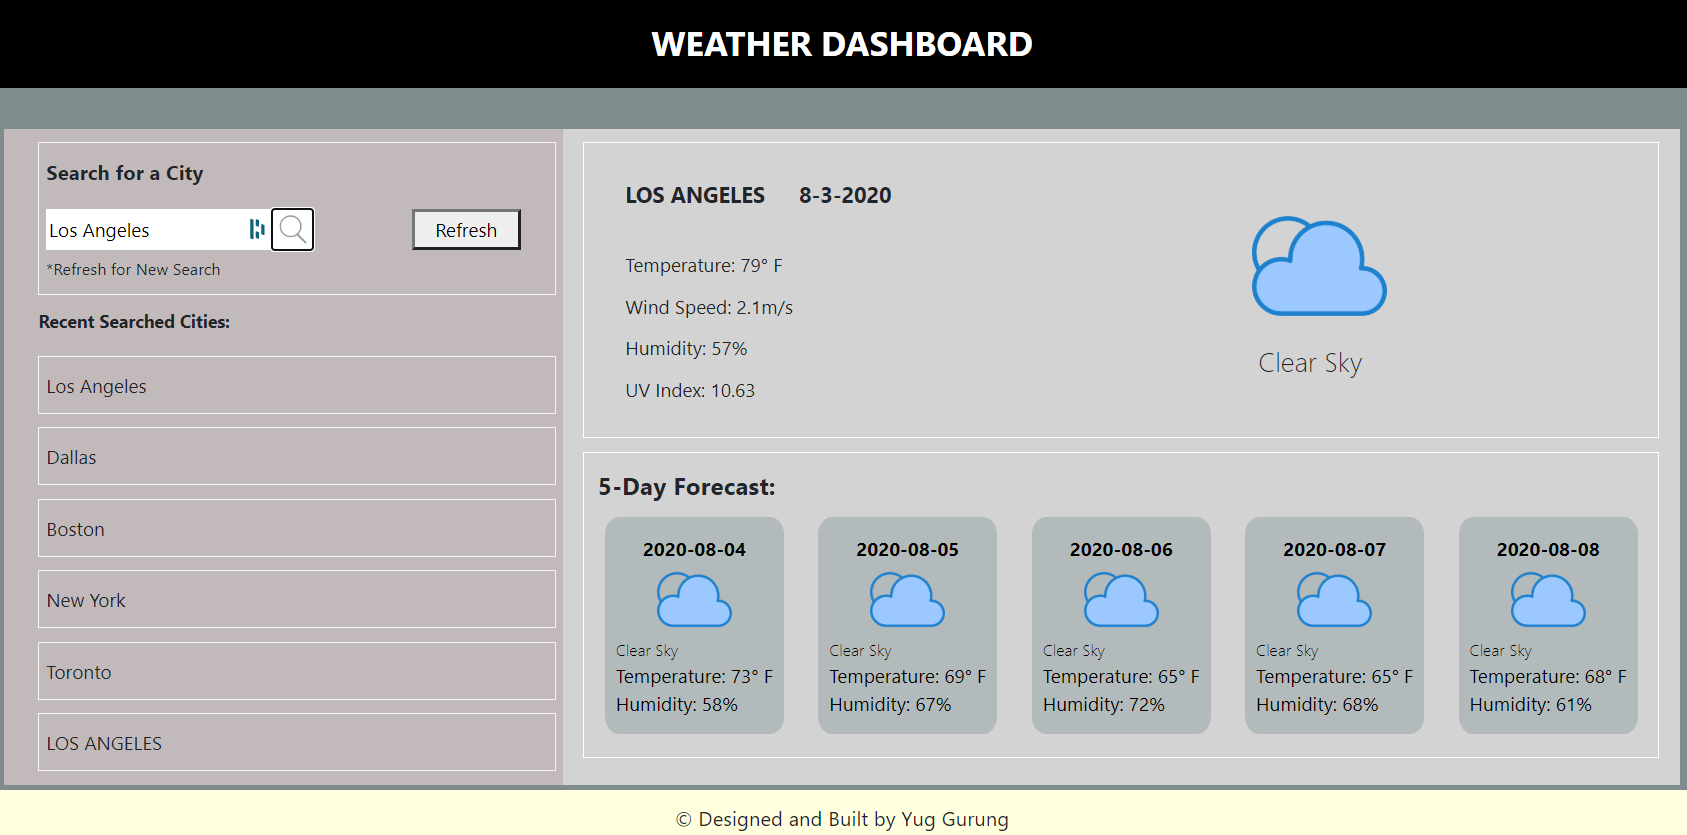 WEATHER DASHBOARD
Search for a City
Los Angeles
Refresh
*Refresh for New Search
Recent Searched Cities:
Los Angeles
Dallas
Boston
New York
Toronto
LOS ANGELES
LOS ANGELES 8-3-2020
Temperature: 79° F
Wind Speed: 2.1m/s
Humidity: 57%
UV Index: 10.63
Clear Sky
5-Day Forecast:
2020-08-04
Clear Sky
Temperature: 73° F
Humidity: 58%
2020-08-05
Clear Sky
Temperature: 69° F
Humidity: 67%
2020-08-06
Clear Sky
Temperature: 65° F
Humidity: 72%
2020-08-07
Clear Sky
Temperature: 65° F
Humidity: 68%
2020-08-08
Clear Sky
Temperature: 68° F
Humidity: 61%
© Designed and Built by Yug Gurung